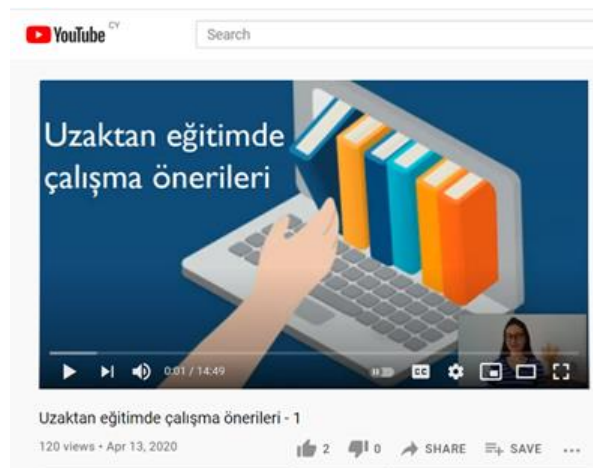 YouTube CY
Search
Uzaktan eğitimde
çalışma önerileri
0:01 / 14:49
CC
Uzaktan eğitimde çalışma önerileri - 1
120 views • Apr 13, 2020
2 0 SHARE SAVE ...